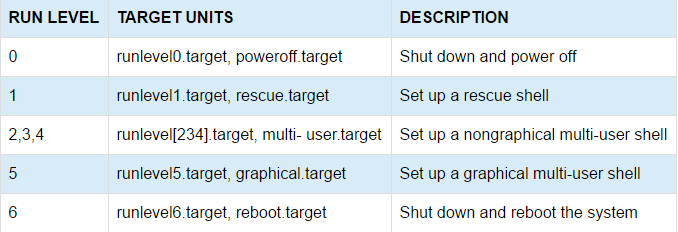 RUN LEVEL TARGET UNITS DESCRIPTION
0 runlevel0.target, poweroff.target Shut down and power off
1 runlevel1.target, rescue.target Set up a rescue shell
2,3,4 runlevel[234].target, multi- user.target Set up a nongraphical multi-user shell
5 runlevel5.target, graphical.target Set up a graphical multi-user shell
6 runlevel6.target, reboot.target Shut down and reboot the system